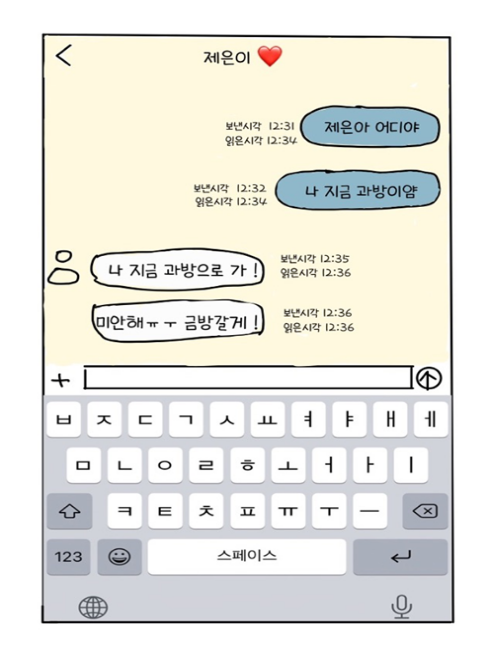 제은이 ❤️
보낸시각 12:31
읽은시각 12:34
제은아 어디야
보낸시각 12:32
읽은시각 12:34
나 지금 과방이얌
나 지금 과방으로 가 !
보낸시각 12:35
읽은시각 12:36
미안해ㅠㅜ 금방갈게 !
보낸시각 12:36
읽은시각 12:36
ㅂ ㅈ ㄷ ㄱ ㅅ ㅛ ㅕ ㅑ ㅐ ㅔ
ㅁ ㄴ ㅇ ㄹ ㅎ ㅗ ㅓ ㅏ ㅣ
ㅋ ㅌ ㅊ ㅍ ㅠ ㅜ ㅡ
123 스페이스